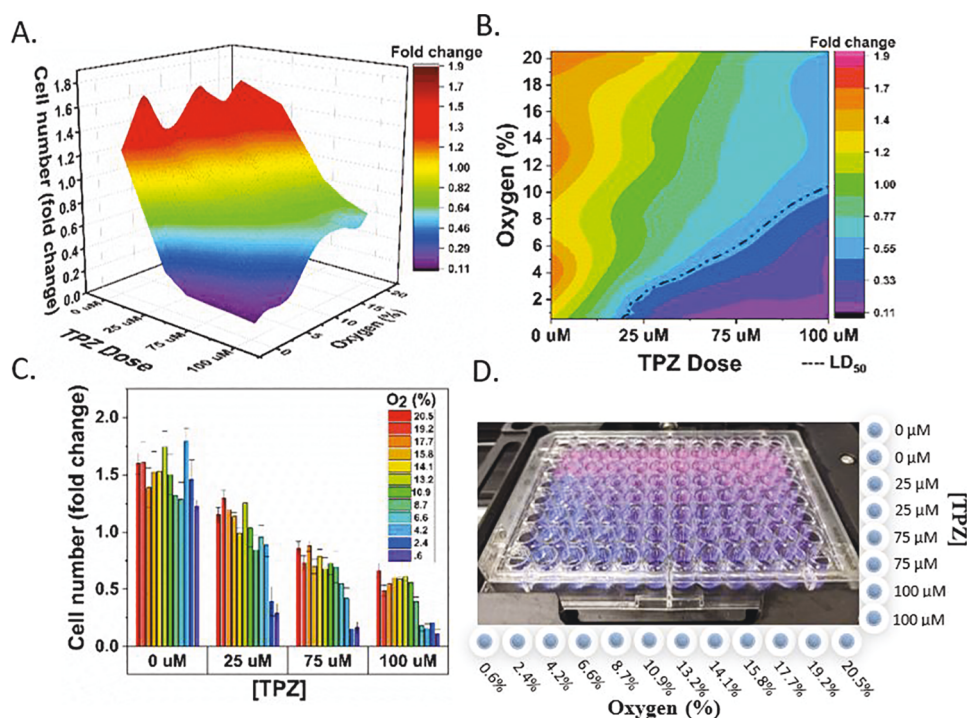 A.
Cell number (fold change)
1.8
1.6
1.4
1.2
1.0
0.8
0.6
0.4
0.2
0.0
0 uM
25 uM
75 uM
100 uM
TPZ Dose
0
5
10
15
20
Oxygen (%)
Fold change
1.9
1.7
1.5
1.3
1.2
1.00
0.82
0.64
0.46
0.29
0.11
B.
Oxygen (%)
20
18
16
14
12
10
8
6
4
2
0 uM
25 uM
75 uM
100 uM
TPZ Dose
---- LD50
Fold change
1.9
1.7
1.4
1.2
1.00
0.77
0.55
0.33
0.11
C.
Cell number (fold change)
2.0
1.5
1.0
0.5
0.0
O2 (%)
20.5
19.2
17.7
15.8
14.1
13.2
10.9
8.7
6.6
4.2
2.4
.6
0 uM
25 uM
75 uM
100 uM
[TPZ]
D.
0 μM
0 μM
25 μM
25 μM
75 μM
75 μM
100 μM
100 μM
[TPZ]
0.6%
2.4%
4.2%
6.6%
8.7%
10.9%
13.2%
14.1%
15.8%
17.7%
19.2%
20.5%
Oxygen (%)